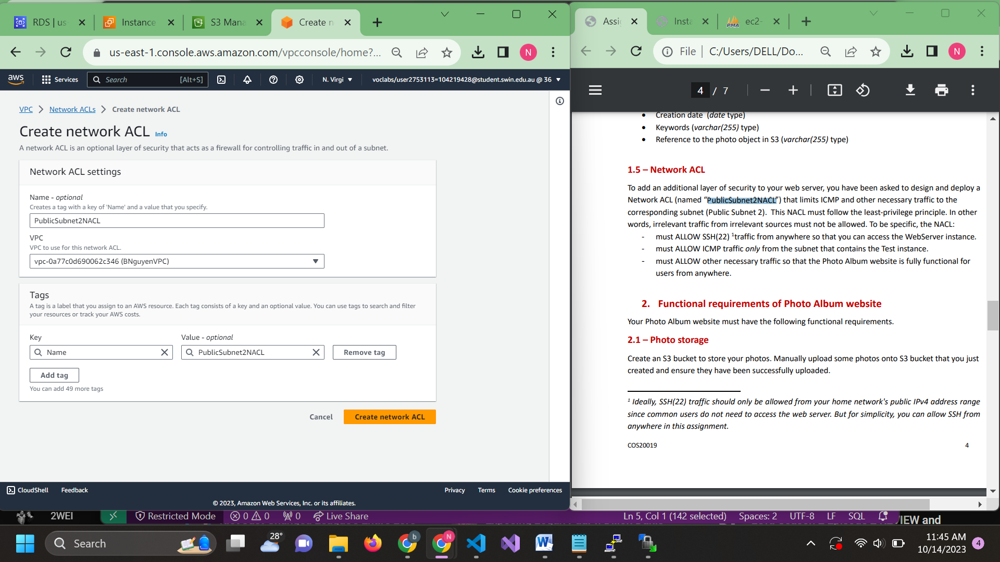 RDS | us-
Instance
S3 Mana
Create n
us-east-1.console.aws.amazon.com/vpcconsole/home?...
N
aws
Services
Search
[Alt+S]
N. Virgi
voclabs/user2753113=104219428@student.swin.edu.au @ 36
VPC
Network ACLs
Create network ACL
Create network ACL Info
A network ACL is an optional layer of security that acts as a firewall for controlling traffic in and out of a subnet.
Network ACL settings
Name - optional
Creates a tag with a key of 'Name' and a value that you specify.
PublicSubnet2NACL
VPC
VPC to use for this network ACL.
vpc-0a77c0d690062c346 (BNguyenVPC)
Tags
A tag is a label that you assign to an AWS resource. Each tag consists of a key and an optional value. You can use tags to search and filter
your resources or track your AWS costs.
Key
Value - optional
Name
PublicSubnet2NACL
Remove tag
Add tag
You can add 49 more tags
Cancel
Create network ACL
CloudShell
Feedback
Privacy
Terms
Cookie preferences
© 2023, Amazon Web Services, Inc. or its affiliates.
Assig
Insta
PMA
ec2-
File
C:/Users/DELL/Do...
N
4 / 7
• Creation date (date type)
• Keywords (varchar(255) type)
• Reference to the photo object in S3 (varchar(255) type)
1.5 – Network ACL
To add an additional layer of security to your web server, you have been asked to design and deploy a
Network ACL (named “PublicSubnet2NACL”) that limits ICMP and other necessary traffic to the
corresponding subnet (Public Subnet 2). This NACL must follow the least-privilege principle. In other
words, irrelevant traffic from irrelevant sources must not be allowed. To be specific, the NACL:
- must ALLOW SSH(22) ¹traffic from anywhere so that you can access the WebServer instance.
- must ALLOW ICMP traffic only from the subnet that contains the Test instance.
- must ALLOW other necessary traffic so that the Photo Album website is fully functional for
users from anywhere.
2. Functional requirements of Photo Album website
Your Photo Album website must have the following functional requirements.
2.1 – Photo storage
Create an S3 bucket to store your photos. Manually upload some photos onto S3 bucket that you just
created and ensure they have been successfully uploaded.
¹ Ideally, SSH(22) traffic should only be allowed from your home network's public IPv4 address range
since common users do not need to access the web server. But for simplicity, you can allow SSH from
anywhere in this assignment.
COS20019
4
2WEI
Restricted Mode
0
0
0
Live Share
Ln 5, Col 1 (142 selected)
Spaces: 2
UTF-8
LF
SQL
VIEW and
Search
28°
b
N
11:45 AM
10/14/2023
4